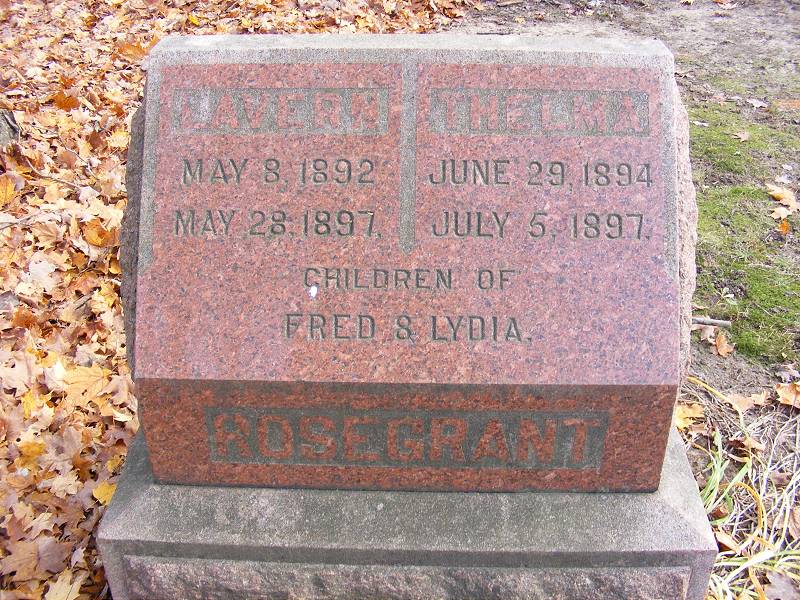 LAVERN
MAY 8, 1892
MAY 28, 1897.
THELMA
JUNE 29, 1894
JULY 5, 1897.
CHILDREN OF
FRED & LYDIA.
ROSEGRANT